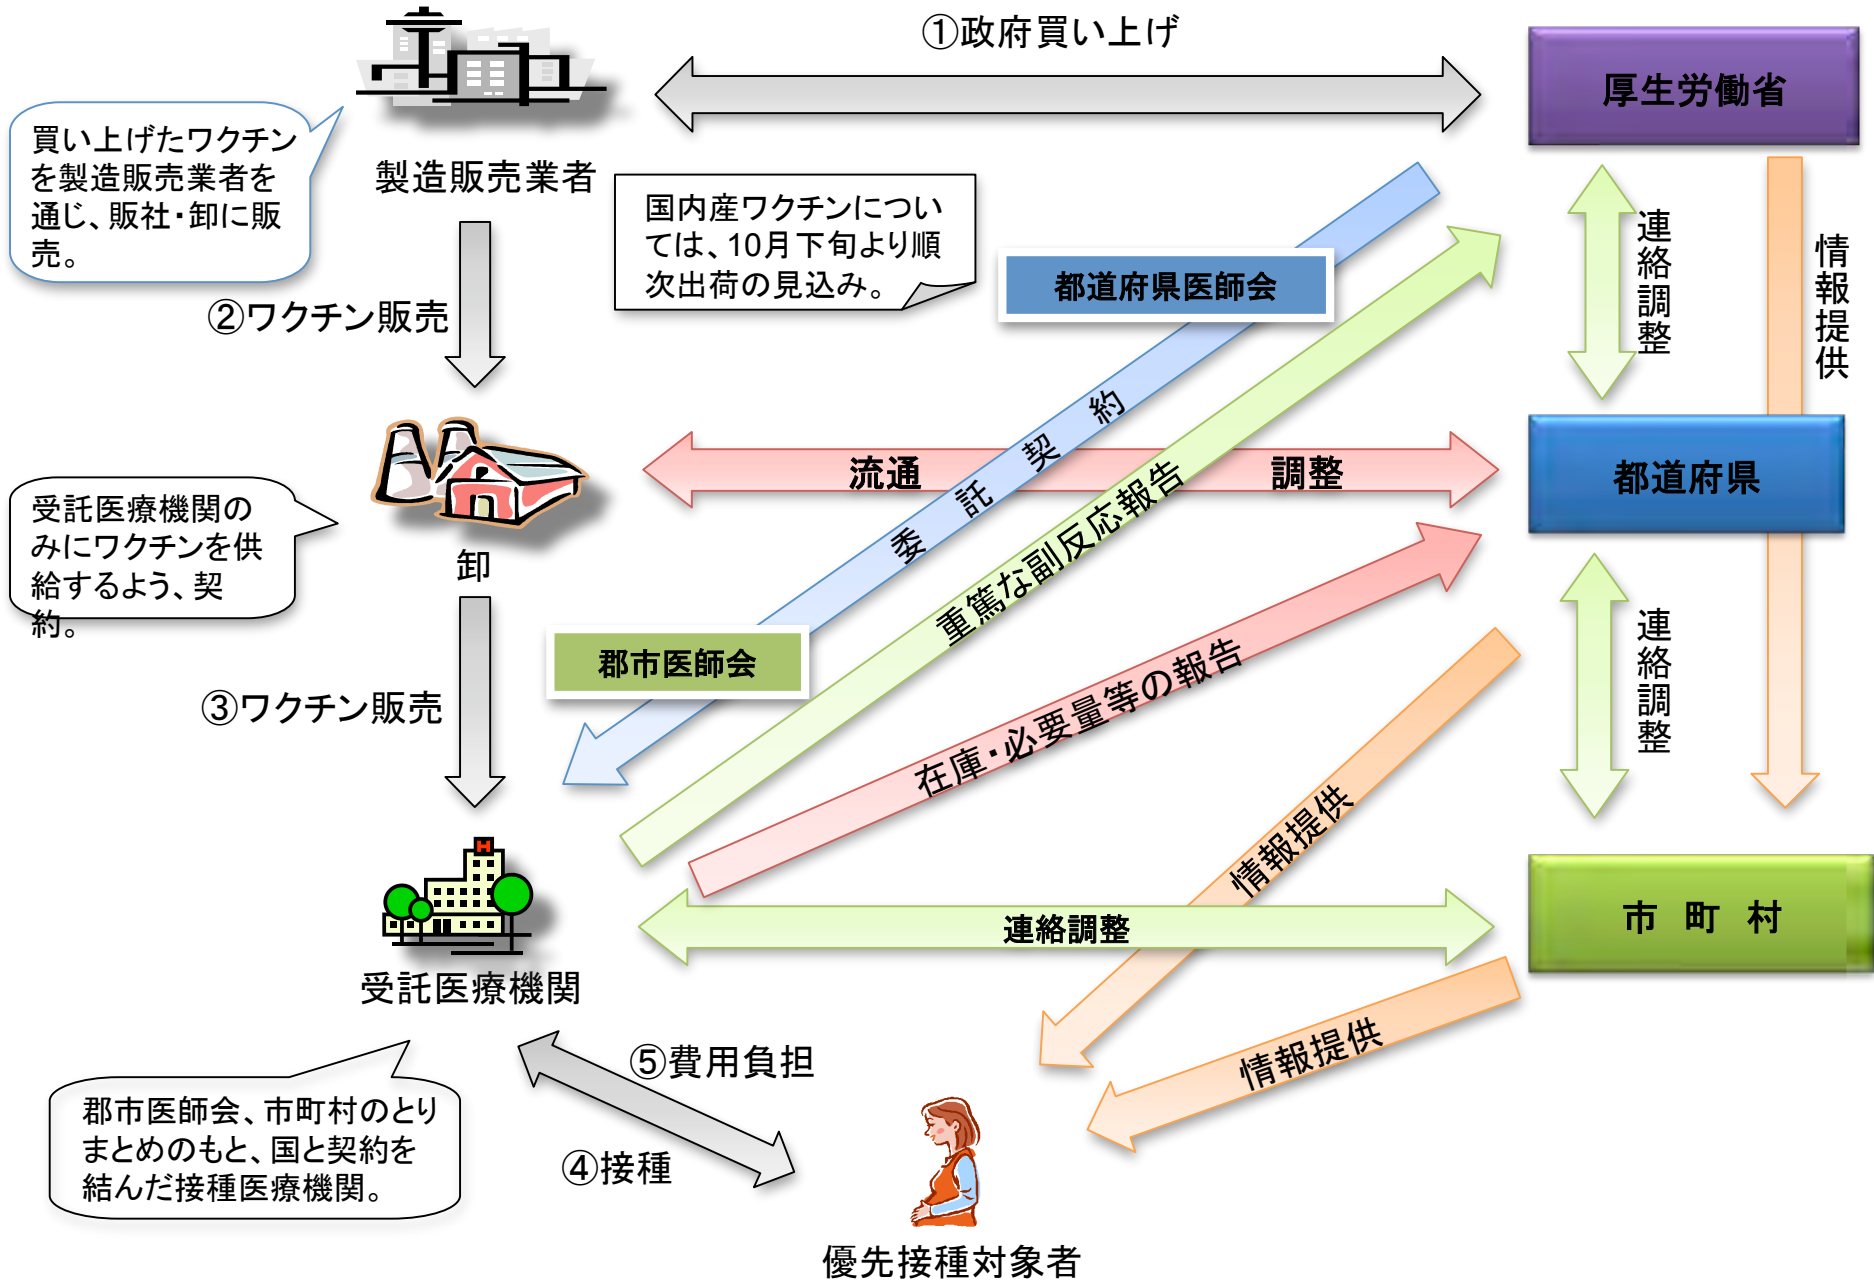 ①政府買い上げ
厚生労働省
買い上げたワクチン
を製造販売業者を
通じ、販社・卸に販
売。
製造販売業者
国内産ワクチンについ
ては、10月下旬より順
次出荷の見込み。
都道府県医師会
連絡調整
情報提供
②ワクチン販売
委託契約
流通
調整
都道府県
重篤な副反応報告
受託医療機関の
みにワクチンを供
給するよう、契
約。
卸
郡市医師会
連絡調整
③ワクチン販売
在庫・必要量等の報告
情報提供
連絡調整
市町村
受託医療機関
情報提供
⑤費用負担
④接種
郡市医師会、市町村のとり
まとめのもと、国と契約を
結んだ接種医療機関。
H
優先接種対象者